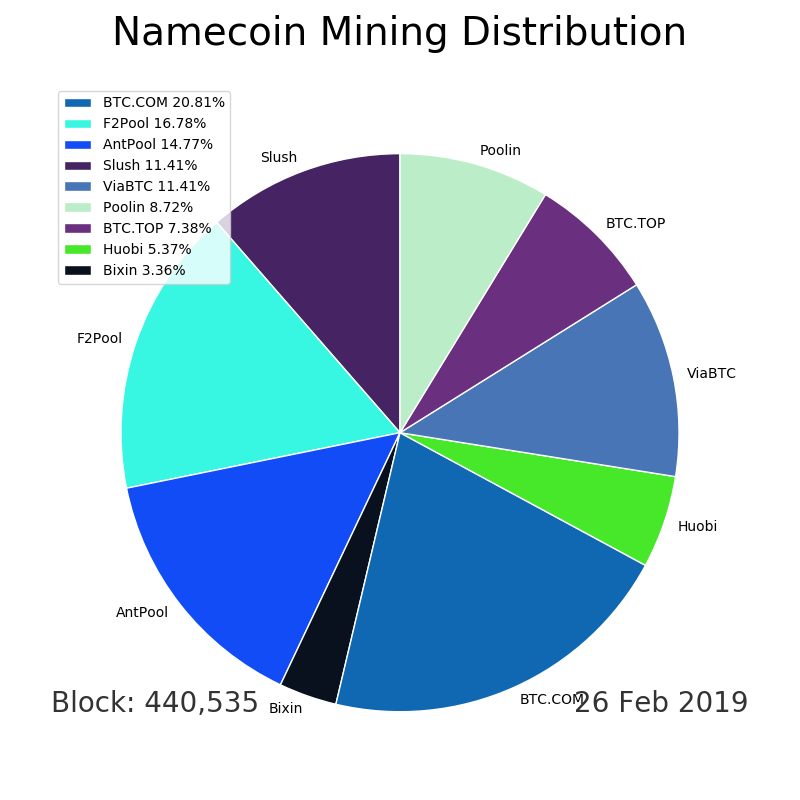 Namecoin Mining Distribution
BTC.COM 20.81%
F2Pool 16.78%
AntPool 14.77%
Slush 11.41%
ViaBTC 11.41%
Poolin 8.72%
BTC.TOP 7.38%
Huobi 5.37%
Bixin 3.36%
Poolin
Slush
BTC.TOP
F2Pool
ViaBTC
Huobi
AntPool
BTC.COM
Bixin
Block: 440,535
26 Feb 2019